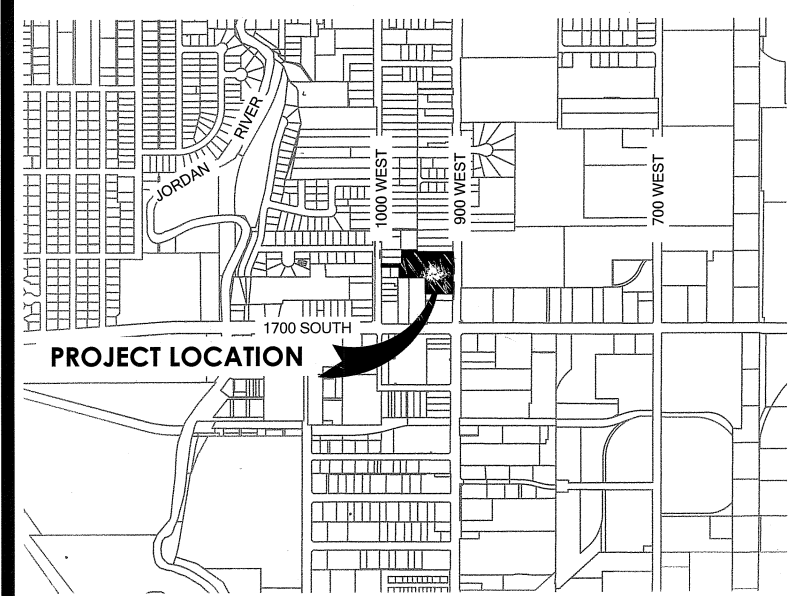 JORDAN RIVER
1000 WEST
900 WEST
700 WEST
1700 SOUTH
PROJECT LOCATION